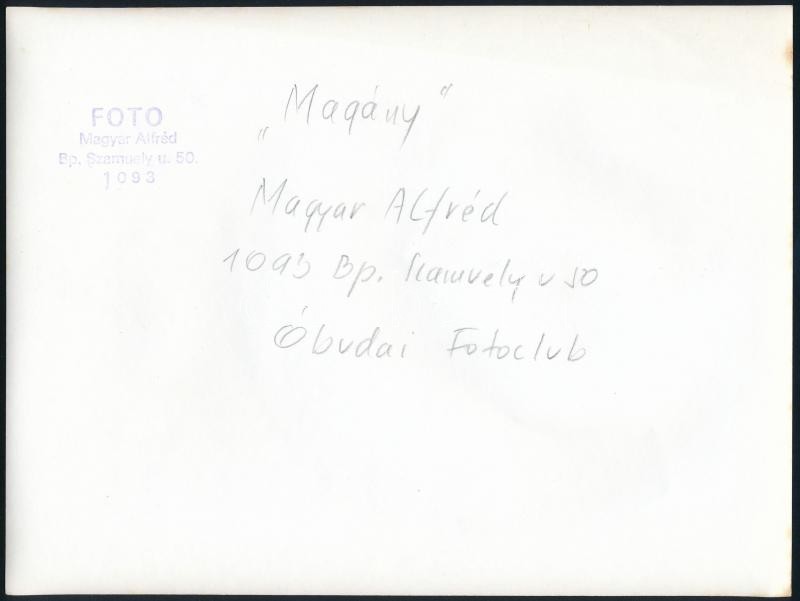 FOTO
Magyar Alfréd
Bp. Szamuely u. 50.
1093
„Magány"
Magyar Alfréd
1093 Bp. Szamuely u 50
Óbudai Fotoclub